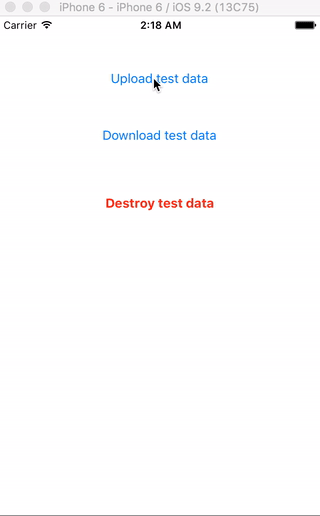 iPhone 6 - iPhone 6 / iOS 9.2 (13C75)
Carrier 2:18 AM
Upload test data
Download test data
Destroy test data